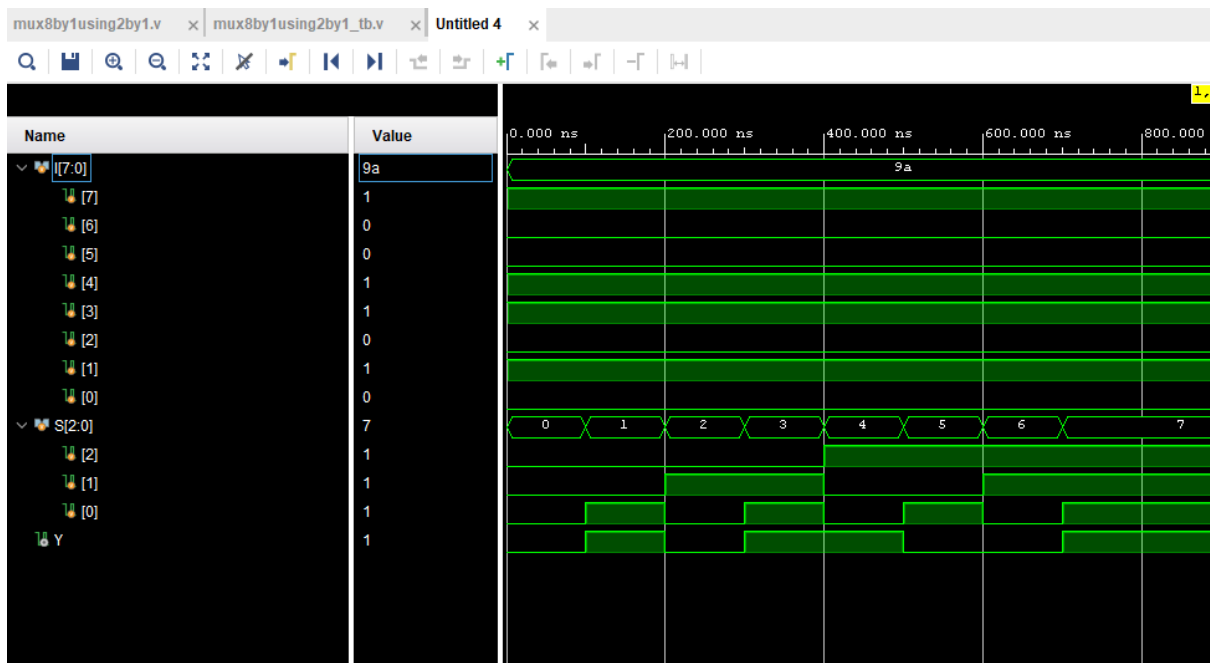 mux8by1using2by1.v × mux8by1using2by1_tb.v × Untitled 4 ×
1,
Name Value 0.000 ns 200.000 ns 400.000 ns 600.000 ns 800.000
I[7:0] 9a 9a
[7] 1
[6] 0
[5] 0
[4] 1
[3] 1
[2] 0
[1] 1
[0] 0
S[2:0] 7 0 1 2 3 4 5 6 7
[2] 1
[1] 1
[0] 1
Y 1